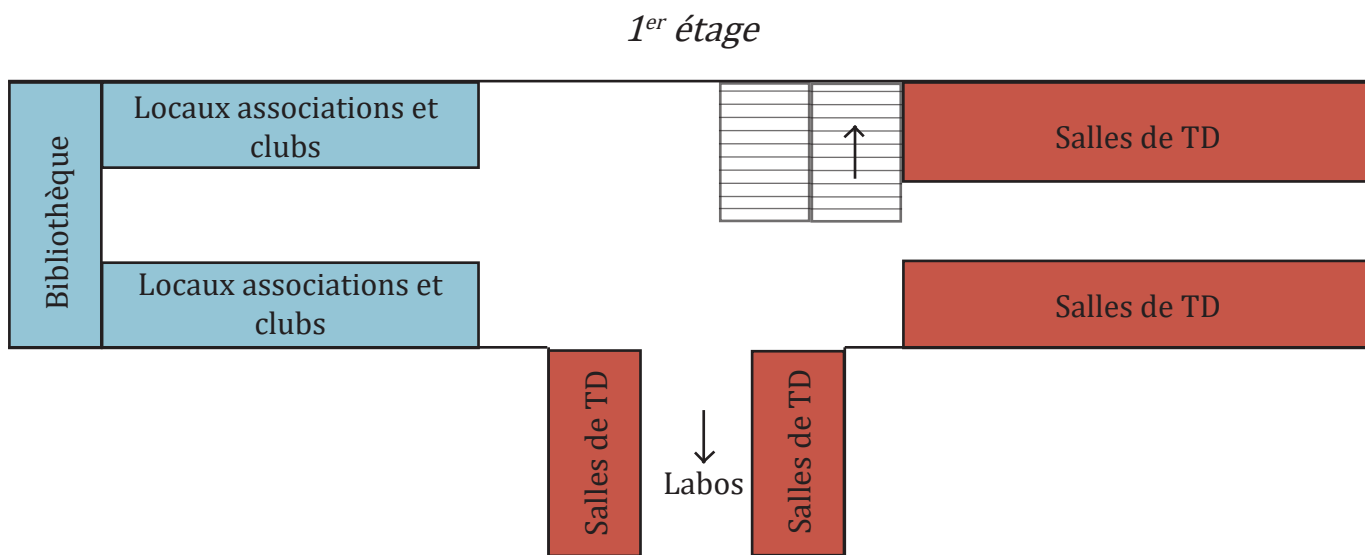 1er étage
Locaux associations et
clubs
Salles de TD
Bibliothèque
Locaux associations et
clubs
Salles de TD
Salles de TD
Labos
Salles de TD